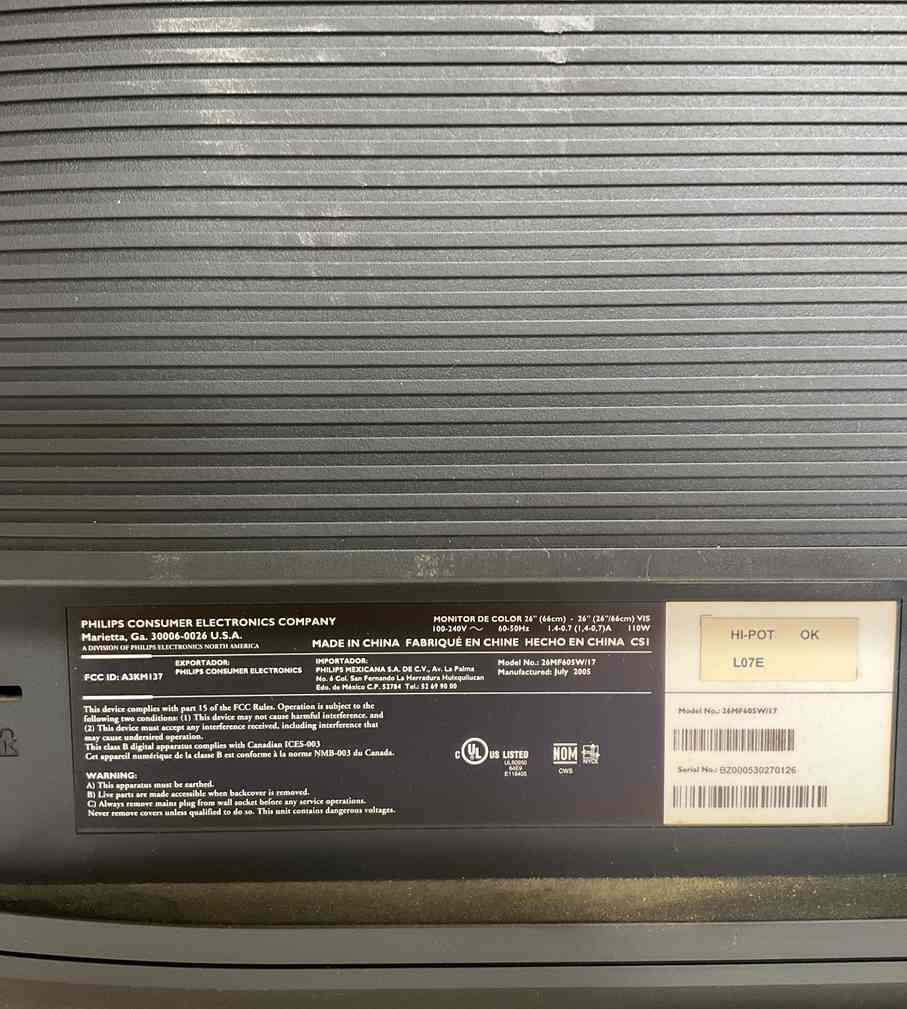 PHILIPS CONSUMER ELECTRONICS COMPANY
Marietta, Ga. 30006-0026 U.S.A.
A DIVISION OF PHILIPS ELECTRONICS NORTH AMERICA
MONITOR DE COLOR 26" (66cm) - 26" (26"/66cm) VIS
100-240V ～ 60-50Hz 1.4-0.7 (1,4-0,7)A 110W
MADE IN CHINA FABRIQUÉ EN CHINE HECHO EN CHINA CSI
FCC ID: A3KM137
EXPORTADOR:
PHILIPS CONSUMER ELECTRONICS
IMPORTADOR:
PHILIPS MEXICANA S.A. DE C.V., Av. La Palma
No. 6 Col. San Fernando La Herradura Huixquilucan
Edo. de México C.P. 52784 Tel.: 52 69 90 00
Model No.: 26MF605W/17
Manufactured: July 2005
This device complies with part 15 of the FCC Rules. Operation is subject to the
following two conditions: (1) This device may not cause harmful interference, and
(2) This device must accept any interference received, including interference that
may cause undersired operation.
This class B digital apparatus complies with Canadian ICES-003
Cet apparéil numérique de la classe B est conforme à la norme NMB-003 du Canada.
WARNING:
A) This apparatus must be earthed.
B) Live parts are made accessible when backcover is removed.
C) Always remove mains plug from wall socket before any service operations.
Never remove covers unless qualified to do so. This unit contains dangerous voltages.
C UL US LISTED
UL60950
64E9
E118405
NOM
CWS
NYCE
HI-POT OK
L07E
Model No.: 26MF605W/17
Serial No.: BZ000530270126
K